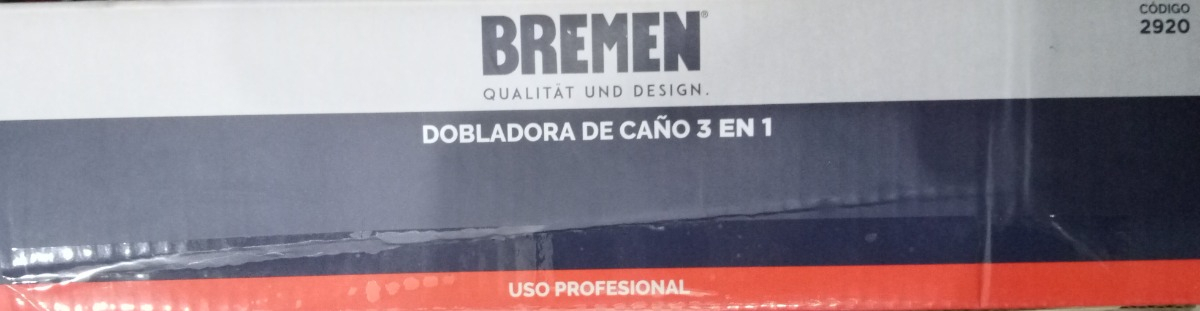 BREMEN®
QUALITÄT UND DESIGN.
CÓDIGO
2920
DOBLADORA DE CAÑO 3 EN 1
USO PROFESIONAL